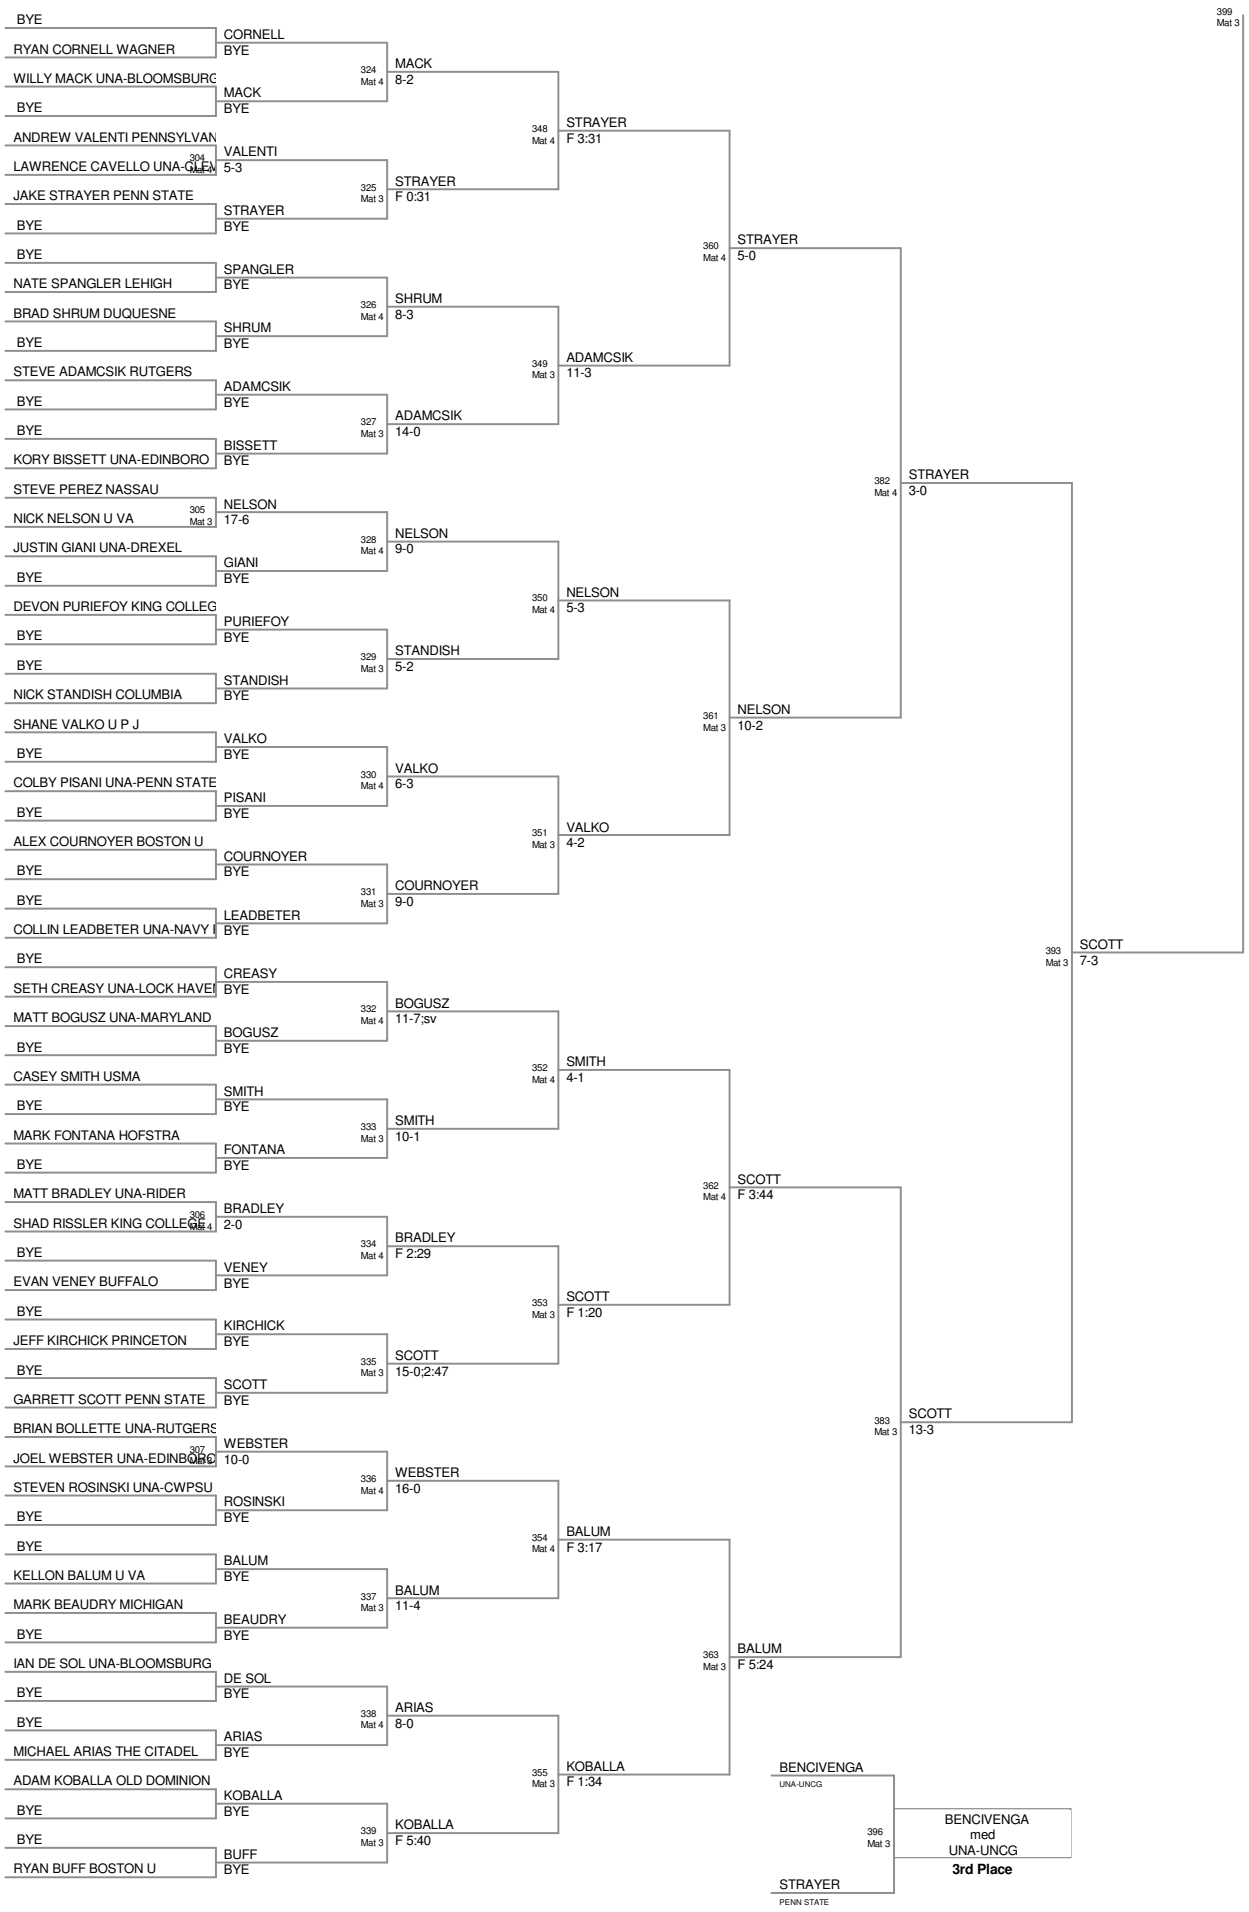 BYE
RYAN CORNELL WAGNER
WILLY MACK UNA-BLOOMSBURG
BYE
ANDREW VALENTI PENNSYLVAN
LAWRENCE CAVELLO
JAKE STRAYER PENN STATE
BYE
BYE
NATE SPANGLER LEHIGH
BRAD SHRUM DUQUESNE
BYE
STEVE ADAMCSIK RUTGERS
BYE
BYE
KORY BISSETT UNA-EDINBORO
STEVE PEREZ NASSAU
NICK NELSON U VA
JUSTIN GIANI UNA-DREXEL
BYE
DEVON PURIEFOY KING COLLEG
BYE
BYE
NICK STANDISH COLUMBIA
SHANE VALKO U P J
BYE
COLBY PISANI UNA-PENN STATE
BYE
ALEX COURNOYER BOSTON U
BYE
BYE
COLLIN LEADBETER UNA-NAVY
BYE
SETH CREASY UNA-LOCK HAVEN
MATT BOGUSZ UNA-MARYLAND
BYE
CASEY SMITH USMA
BYE
MARK FONTANA HOFSTRA
BYE
MATT BRADLEY UNA-RIDER
SHAD RISSLER KING COLLEGE
BYE
EVAN VENEY BUFFALO
BYE
JEFF KIRCHICK PRINCETON
BYE
GARRETT SCOTT PENN STATE
BRIAN BOLLETTE UNA-RUTGERS
JOEL WEBSTER UNA-EDINBORO
STEVEN ROSINSKI UNA-CWPSU
BYE
BYE
KELLON BALUM U VA
MARK BEAUDRY MICHIGAN
BYE
IAN DE SOL UNA-BLOOMSBURG
BYE
BYE
MICHAEL ARIAS THE CITADEL
ADAM KOBALLA OLD DOMINION
BYE
BYE
RYAN BUFF BOSTON U
CORNELL
BYE
MACK
BYE
304
Mat 4
VALENTI
5-3
STRAYER
BYE
SPANGLER
BYE
SHRUM
BYE
ADAMCSIK
BYE
BISSETT
BYE
305
Mat 3
NELSON
17-6
GIANI
BYE
PURIEFOY
BYE
STANDISH
BYE
VALKO
BYE
PISANI
BYE
COURNOYER
BYE
LEADBETER
BYE
CREASY
BYE
BOGUSZ
BYE
SMITH
BYE
FONTANA
BYE
306
Mat 4
BRADLEY
2-0
VENEY
BYE
KIRCHICK
BYE
SCOTT
BYE
307
Mat 3
WEBSTER
10-0
ROSINSKI
BYE
BALUM
BYE
BEAUDRY
BYE
DE SOL
BYE
ARIAS
BYE
KOBALLA
BYE
BUFF
BYE
324
Mat 4
MACK
8-2
325
Mat 3
STRAYER
F 0:31
326
Mat 4
SHRUM
8-3
327
Mat 3
ADAMCSIK
14-0
328
Mat 4
NELSON
9-0
329
Mat 3
STANDISH
5-2
330
Mat 4
VALKO
6-3
331
Mat 3
COURNOYER
9-0
332
Mat 4
BOGUSZ
11-7;sv
333
Mat 3
SMITH
10-1
334
Mat 4
BRADLEY
F 2:29
335
Mat 3
SCOTT
15-0;2:47
336
Mat 4
WEBSTER
16-0
337
Mat 3
BALUM
11-4
338
Mat 4
ARIAS
8-0
339
Mat 3
KOBALLA
F 5:40
348
Mat 4
STRAYER
F 3:31
349
Mat 3
ADAMCSIK
11-3
350
Mat 4
NELSON
5-3
351
Mat 3
VALKO
4-2
352
Mat 4
SMITH
4-1
353
Mat 3
SCOTT
F 1:20
354
Mat 4
BALUM
F 3:17
355
Mat 3
KOBALLA
F 1:34
360
Mat 4
STRAYER
5-0
361
Mat 3
NELSON
10-2
362
Mat 4
SCOTT
F 3:44
363
Mat 3
BALUM
F 5:24
382
Mat 4
STRAYER
3-0
383
Mat 3
SCOTT
13-3
393
Mat 3
SCOTT
7-3
399
Mat 3
BENCIVENGA
UNA-UNCG
396
Mat 3
STRAYER
PENN STATE
BENCIVENGA
med
UNA-UNCG
3rd Place